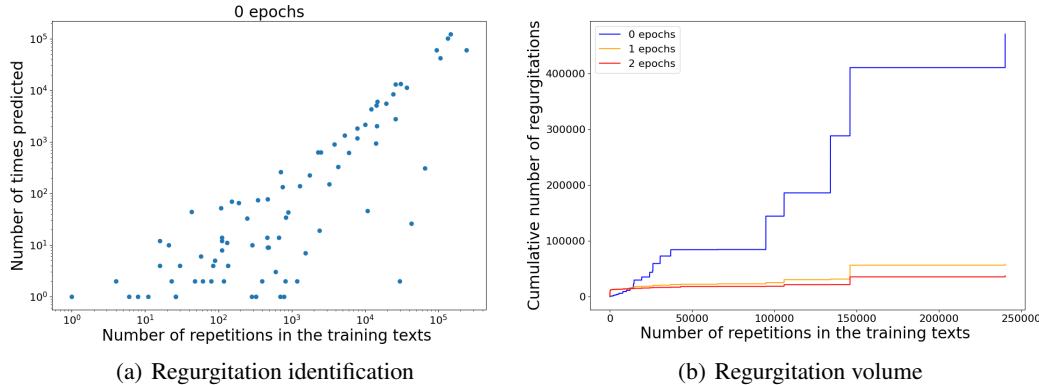 0 epochs
Number of times predicted
10^5
10^4
10^3
10^2
10^1
10^0
10^0 10^1 10^2 10^3 10^4 10^5
Number of repetitions in the training texts
(a) Regurgitation identification
Cumulative number of regurgitations
0 epochs
1 epochs
2 epochs
400000
300000
200000
100000
0
0 50000 100000 150000 200000 250000
Number of repetitions in the training texts
(b) Regurgitation volume